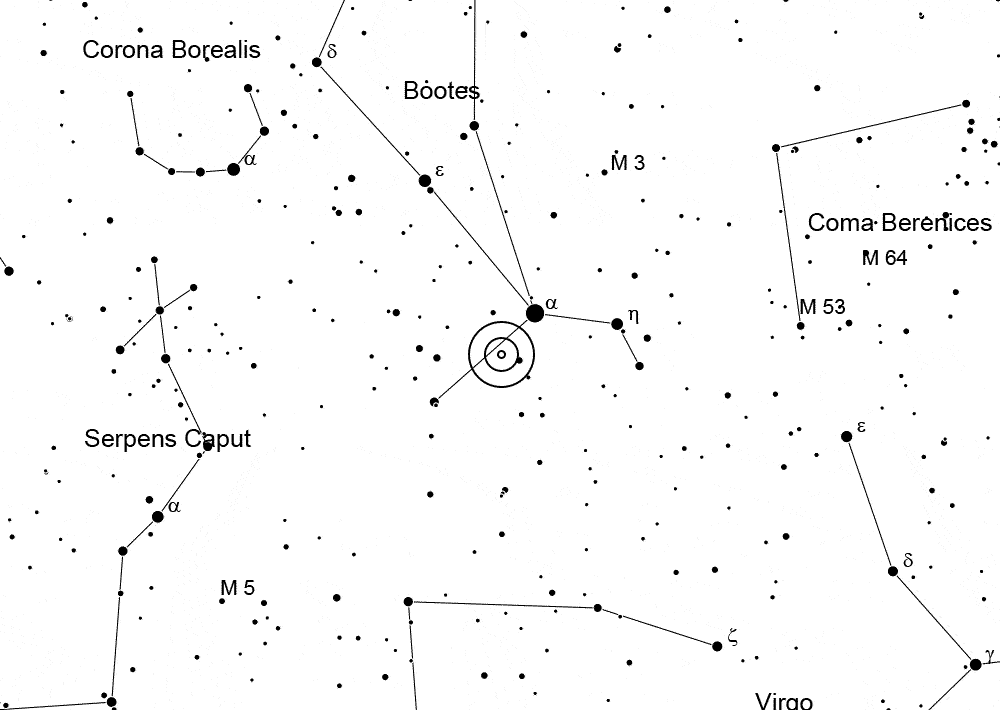 Corona Borealis
δ
Bootes
α
ε
M 3
Coma Berenices
M 64
α
η
M 53
Serpens Caput
ε
α
δ
M 5
ζ
γ
Virgo